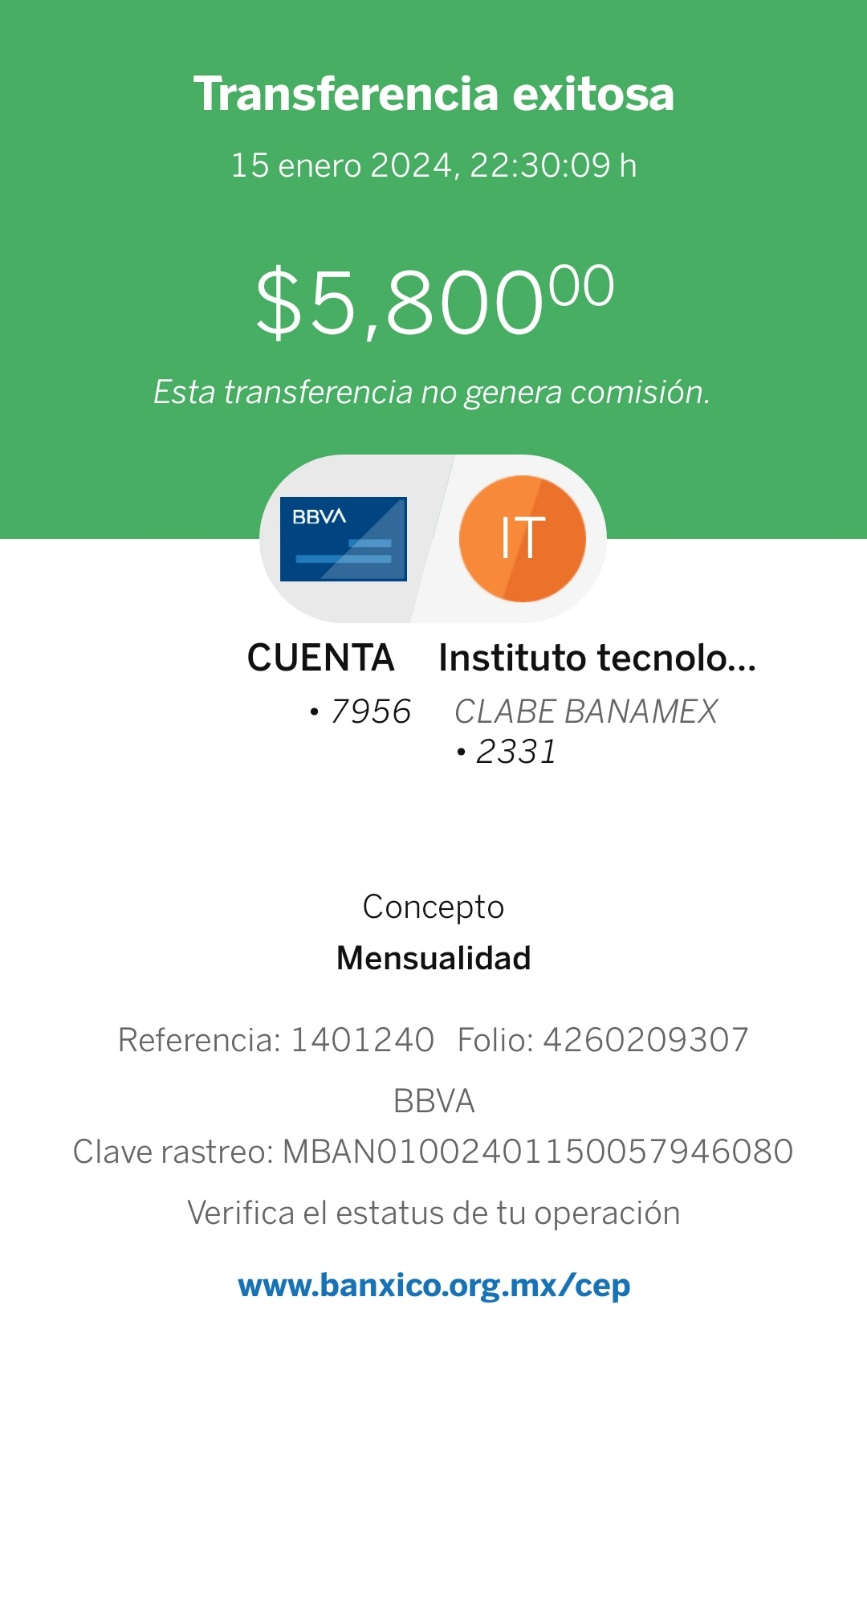 Transferencia exitosa
15 enero 2024, 22:30:09 h
$5,800⁰⁰
Esta transferencia no genera comisión.
BBVA
IT
CUENTA
• 7956
Instituto tecnolo...
CLABE BANAMEX
• 2331
Concepto
Mensualidad
Referencia: 1401240 Folio: 4260209307
BBVA
Clave rastreo: MBAN01002401150057946080
Verifica el estatus de tu operación
www.banxico.org.mx/cep